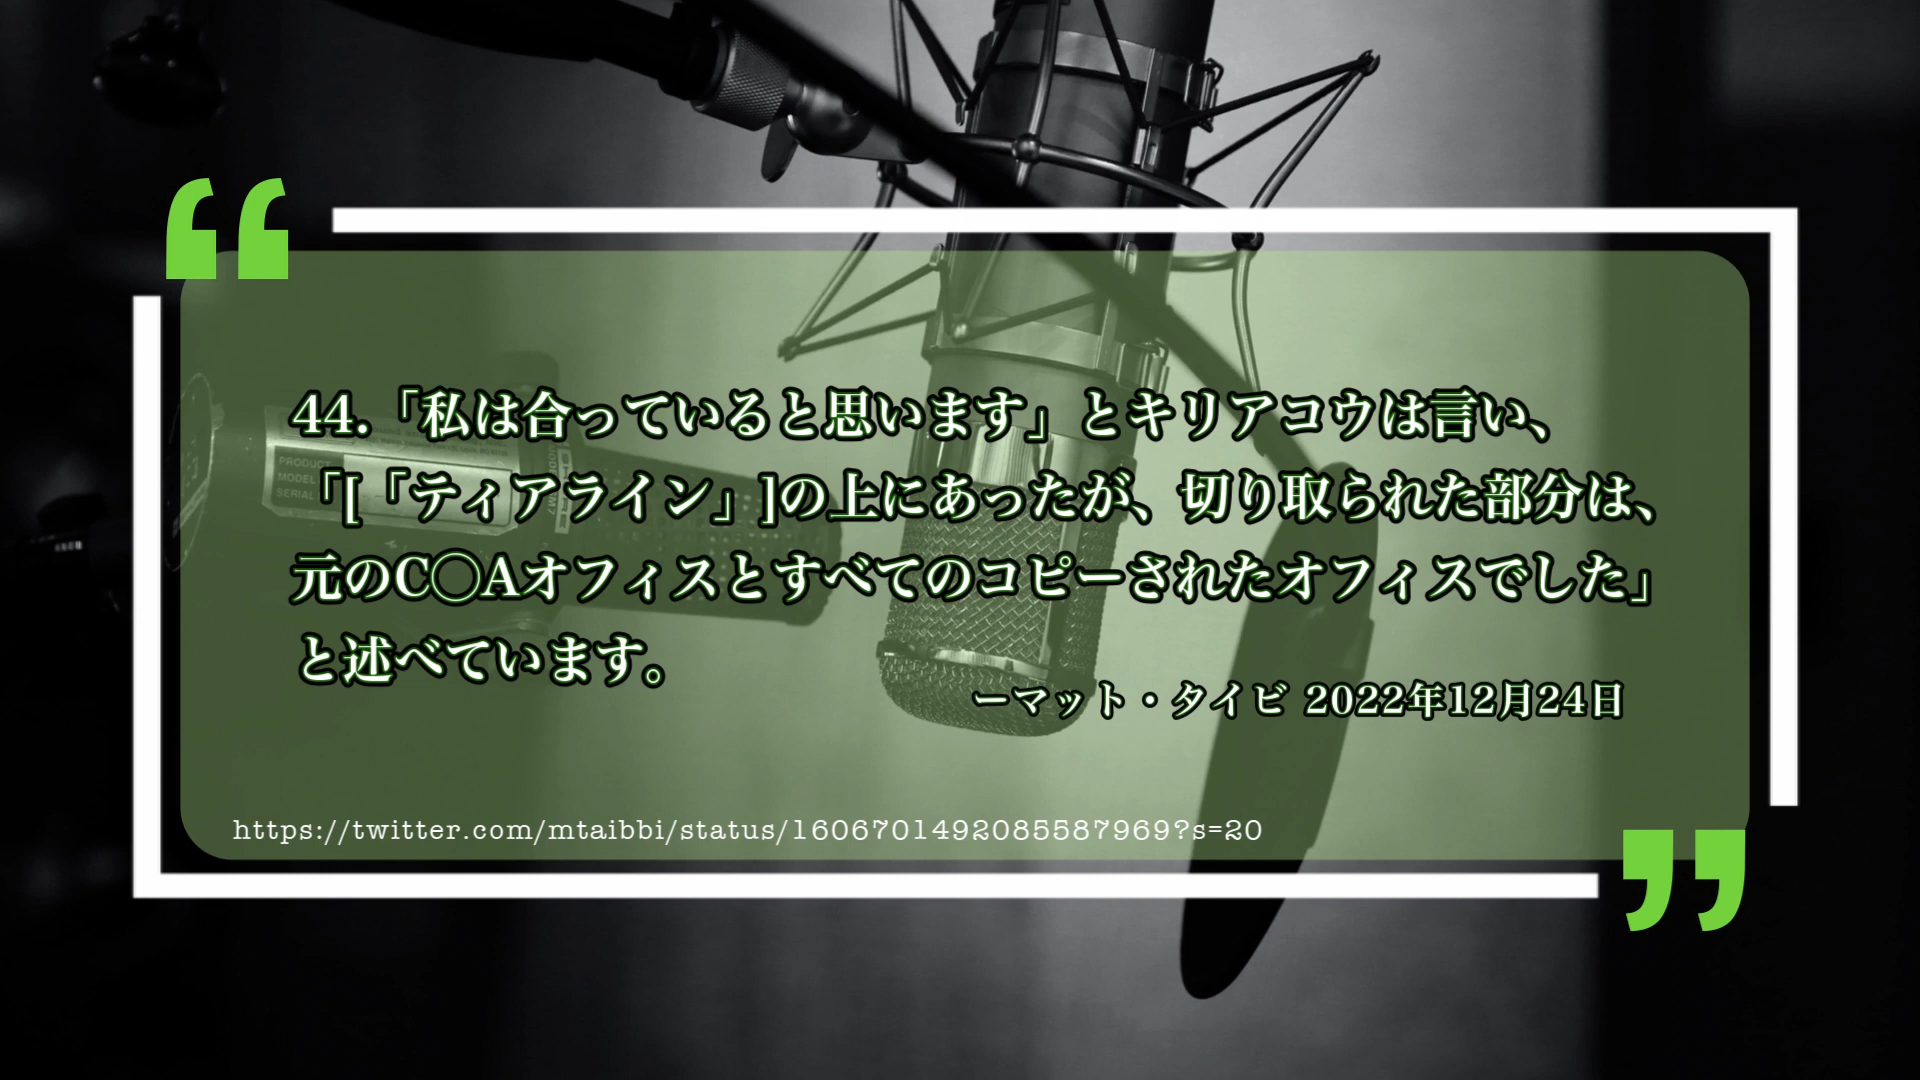 44.「私は合っていると思います」とキリアコウは言い、
「[「ティアライン」]の上にあったが、切り取られた部分は、
元のC◯Aオフィスとすべてのコピーされたオフィスでした」
と述べています。
ーマット・タイビ 2022年12月24日
https://twitter.com/mtaibbi/status/1606701492085587969?s=20
PRODUCT
MODEL
SERIAL